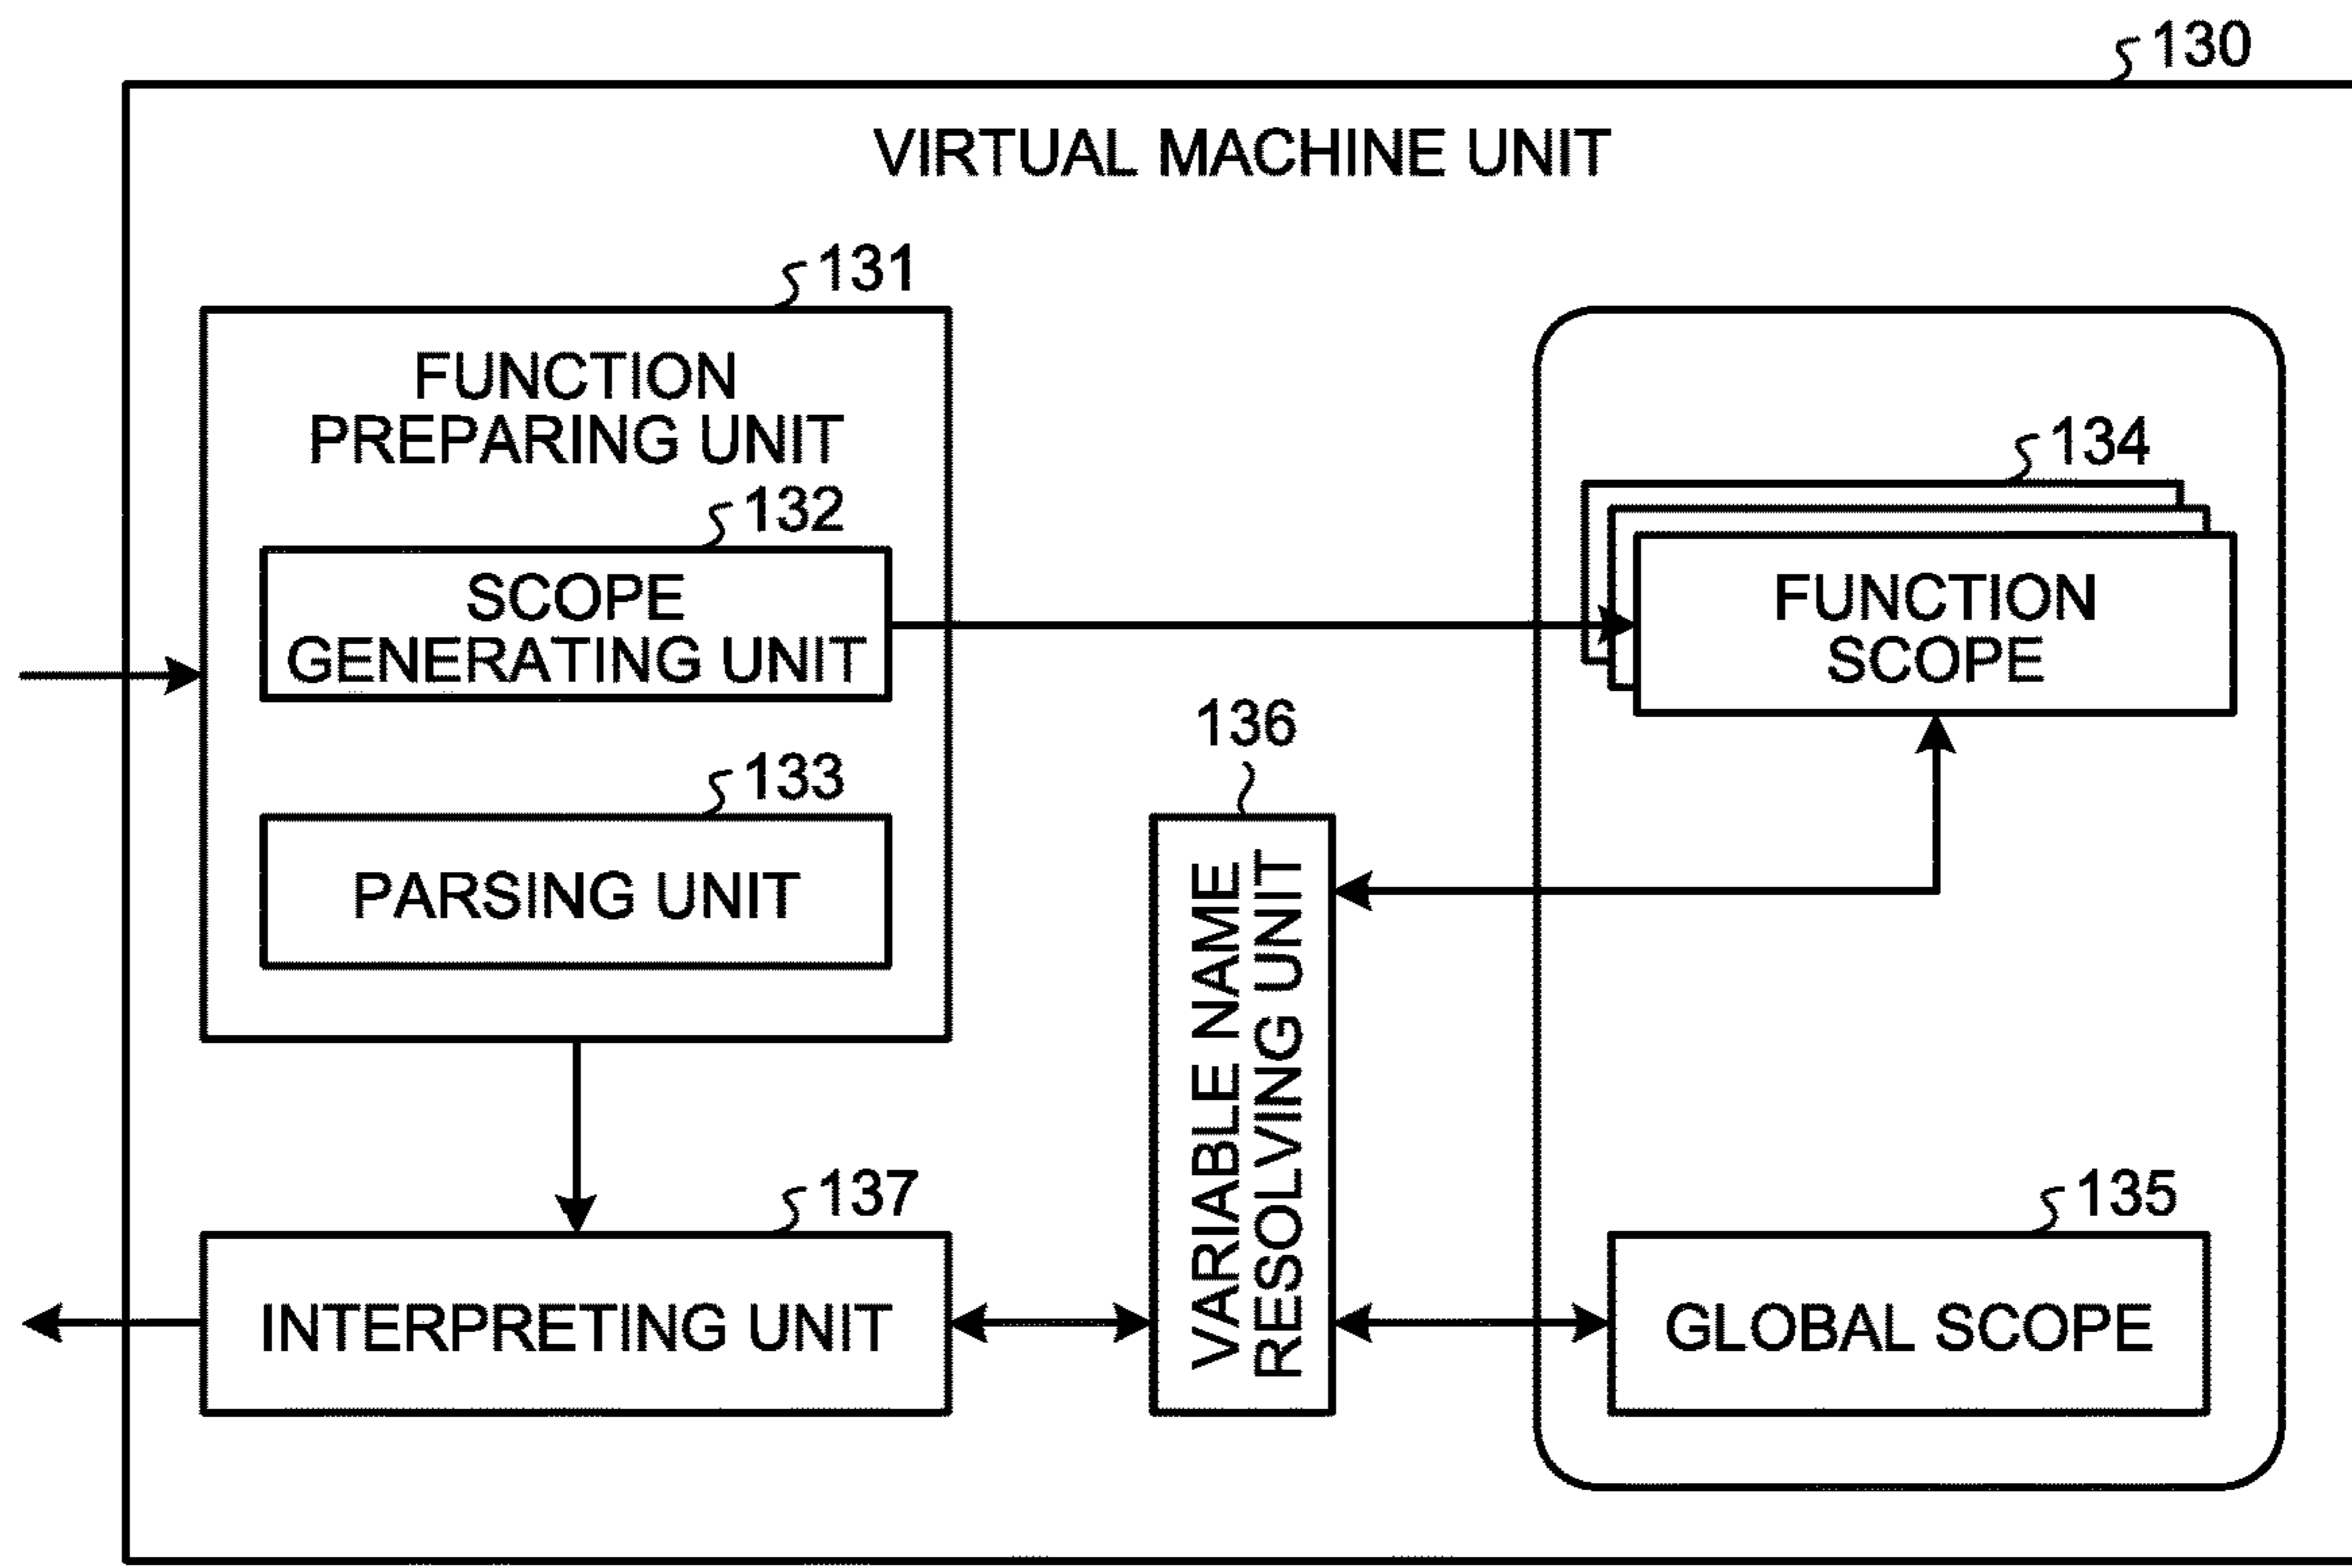 130
VIRTUAL MACHINE UNIT
131
FUNCTION
PREPARING UNIT
132
SCOPE
GENERATING UNIT
133
PARSING UNIT
134
FUNCTION
SCOPE
136
VARIABLE NAME
RESOLVING UNIT
137
INTERPRETING UNIT
135
GLOBAL SCOPE